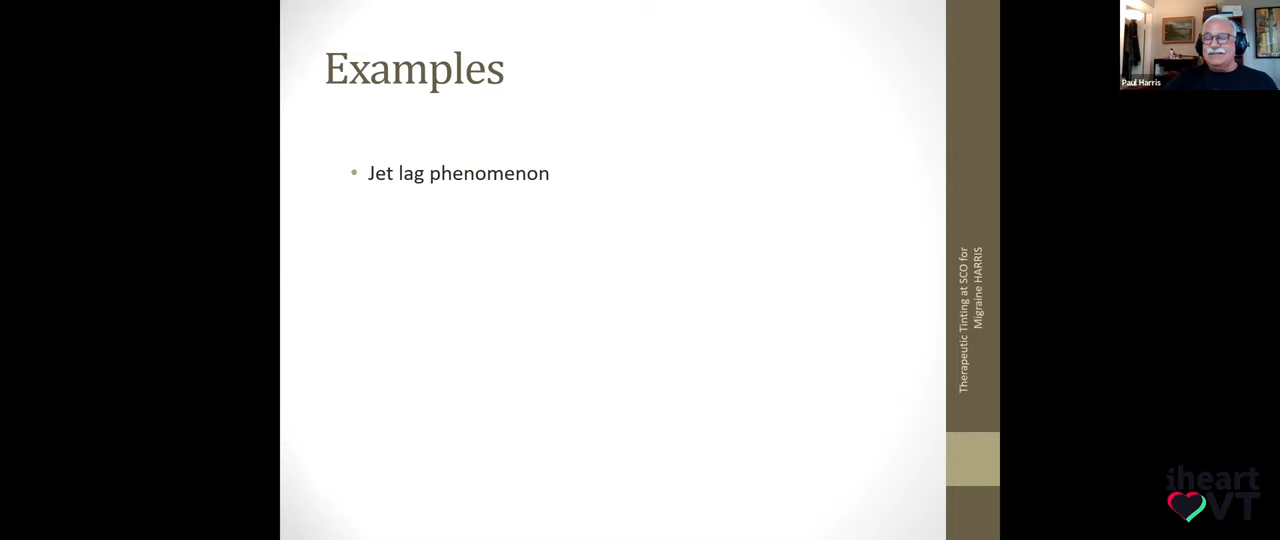 Examples
• Jet lag phenomenon
Therapeutic Tinting at SCO for
Migraine HARRIS
Paul Harris
iheart
VT